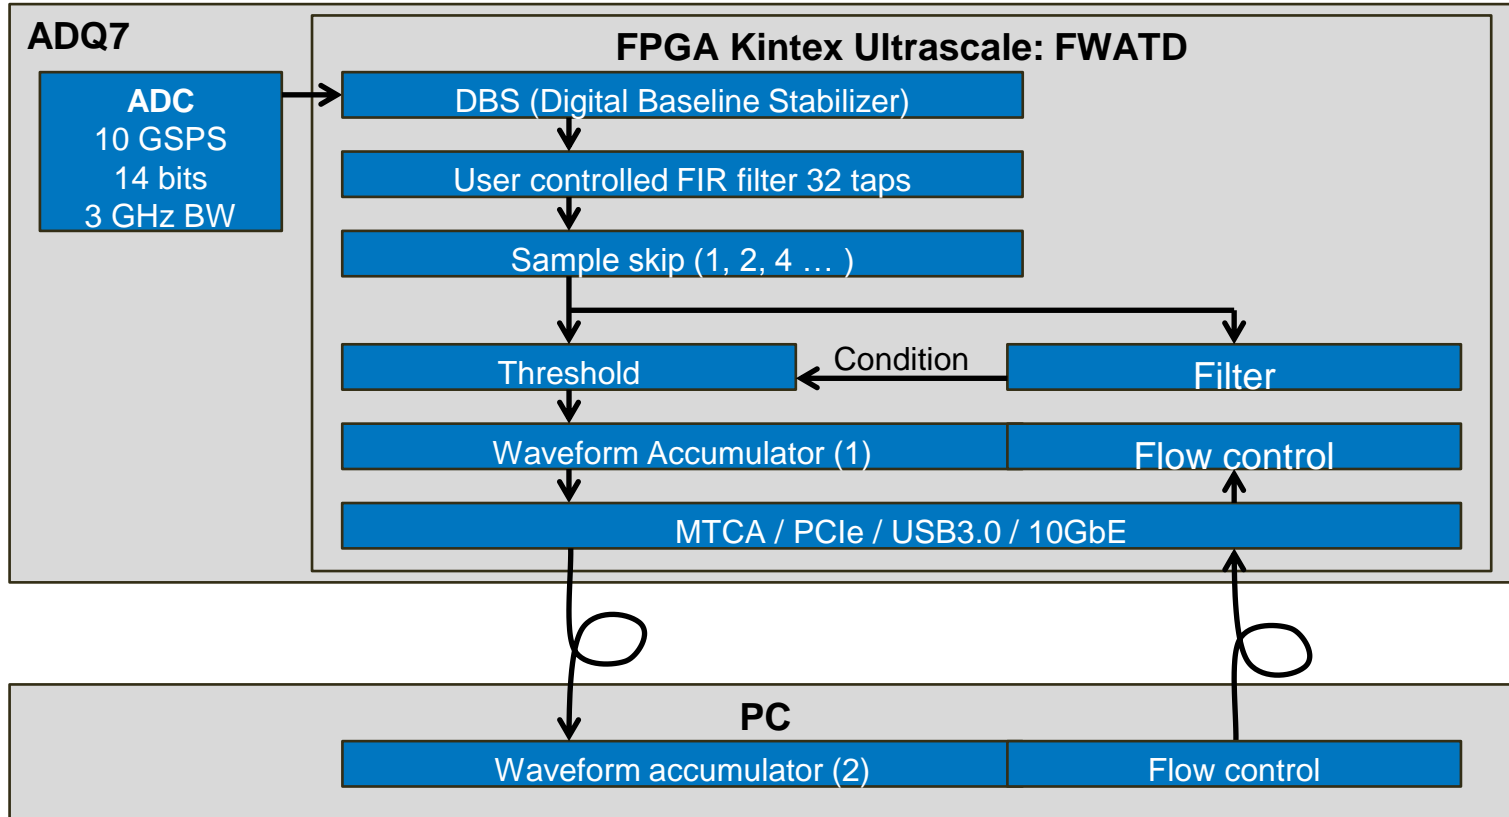 ADQ7
FPGA Kintex Ultrascale: FWATD
ADC
10 GSPS
14 bits
3 GHz BW
DBS (Digital Baseline Stabilizer)
User controlled FIR filter 32 taps
Sample skip (1, 2, 4 … )
Threshold
Condition
Filter
Waveform Accumulator (1)
Flow control
MTCA / PCIe / USB3.0 / 10GbE
PC
Waveform accumulator (2)
Flow control